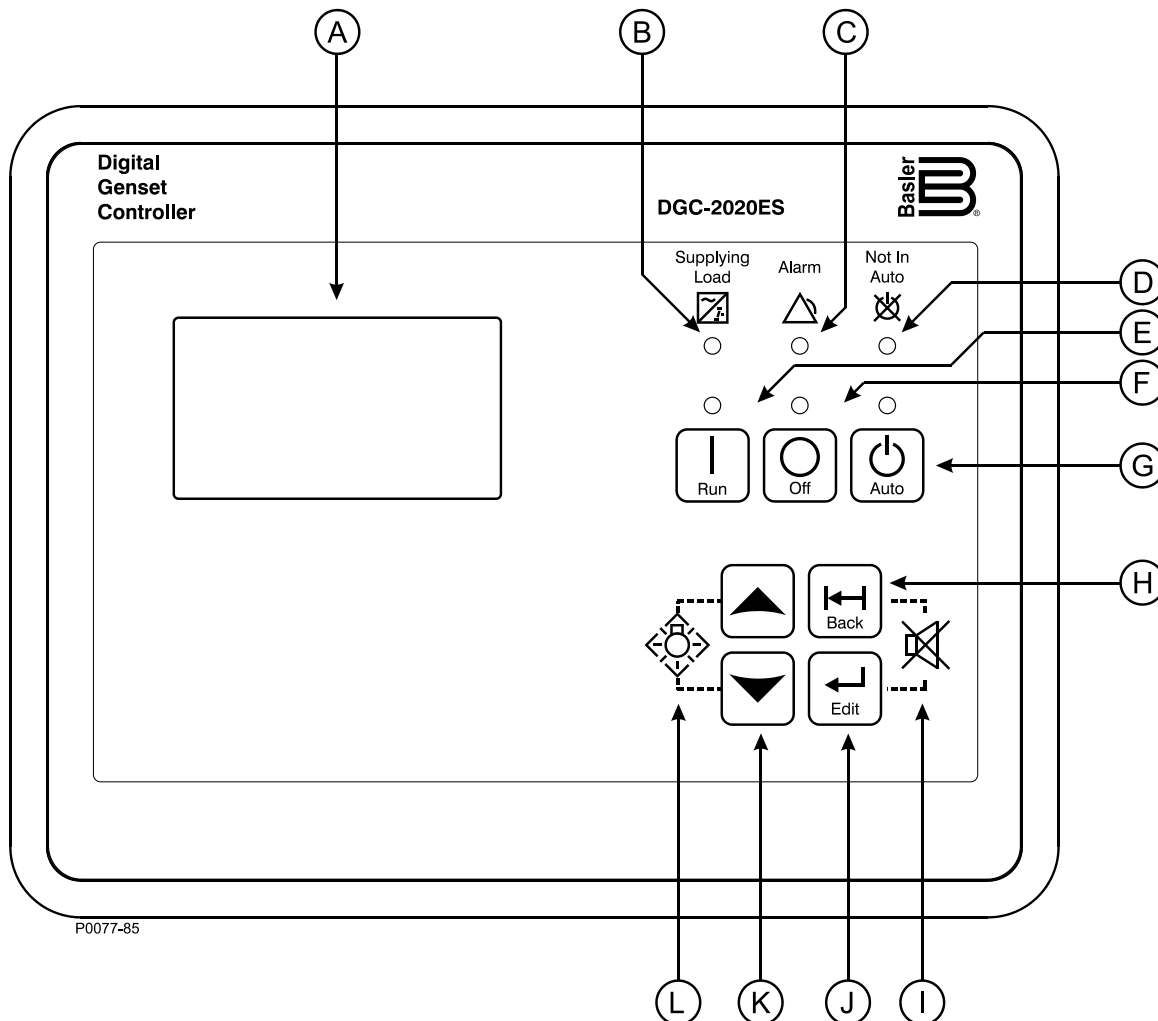 A
B
C
Digital
Genset
Controller
DGC-2020ES
Basler
B
®
Supplying
Load
Alarm
Not In
Auto
D
E
F
Run
Off
Auto
G
H
Back
Edit
P0077-85
L
K
J
I